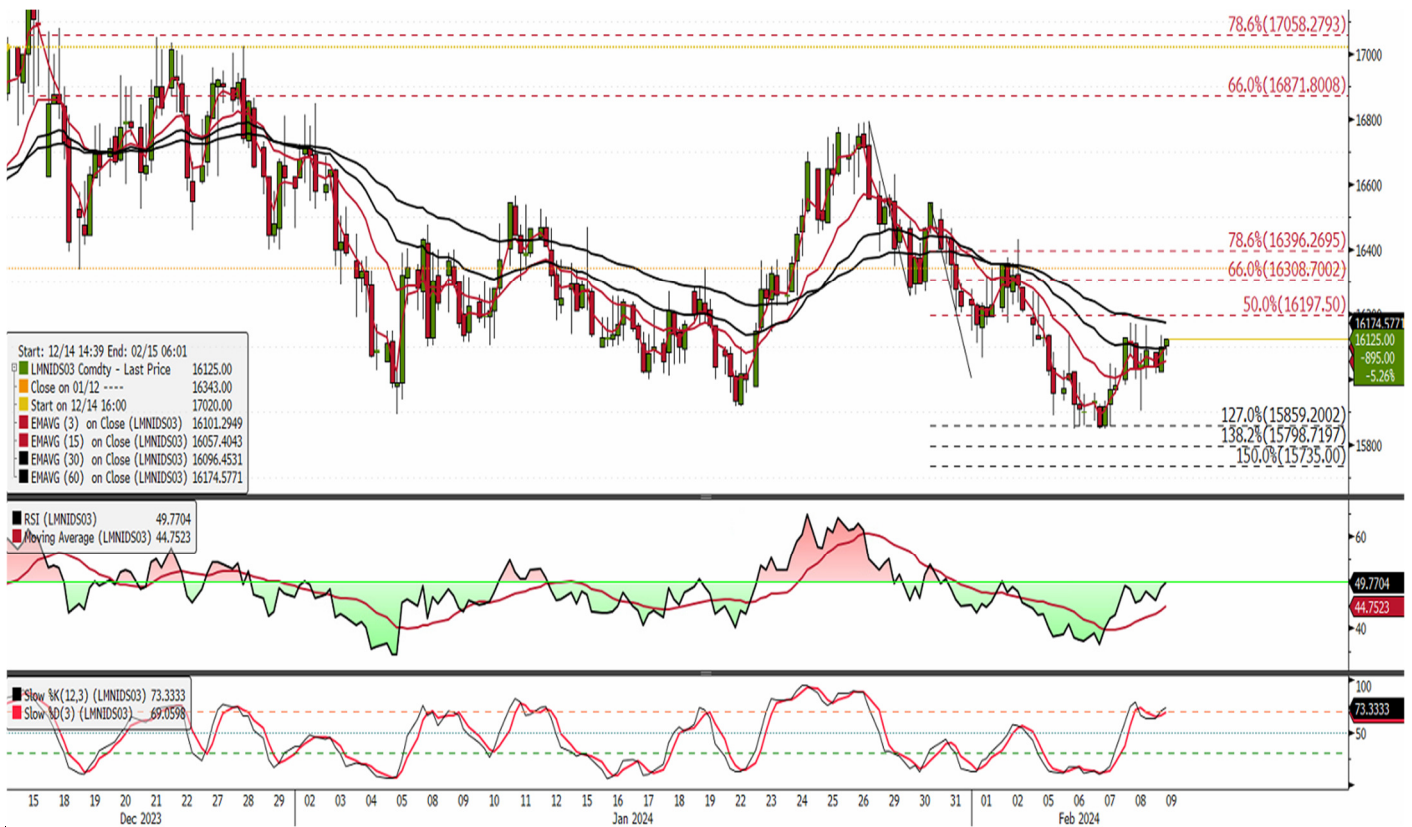 78.6%(17058.2793)
17000
66.0%(16871.8008)
16800
16600
78.6%(16396.2695)
16400
66.0%(16308.7002)
50.0%(16197.50)
16174.5771
16125.00
-895.00
-5.26%
127.0%(15859.2002)
138.2%(15798.7197)
15800
150.0%(15735.00)
Start: 12/14 14:39 End: 02/15 06:01
LMNIDS03 Comdty - Last Price 16125.00
Close on 01/12 ---- 16343.00
Start on 12/14 16:00 17020.00
EMAVG (3) on Close (LMNIDS03) 16101.2949
EMAVG (15) on Close (LMNIDS03) 16057.4043
EMAVG (30) on Close (LMNIDS03) 16096.4531
EMAVG (60) on Close (LMNIDS03) 16174.5771
RSI (LMNIDS03) 49.7704
Moving Average (LMNIDS03) 44.7523
60
49.7704
44.7523
40
Slow %K(12,3) (LMNIDS03) 73.3333
Slow %D(3) (LMNIDS03) 69.0598
100
73.3333
50
0
15 18 19 20 21 22 27 28 29 02 03 04 05 08 09 10 11 12 15 16 17 18 19 22 23 24 25 26 29 30 31 01 02 05 06 07 08 09
Dec 2023 Jan 2024 Feb 2024